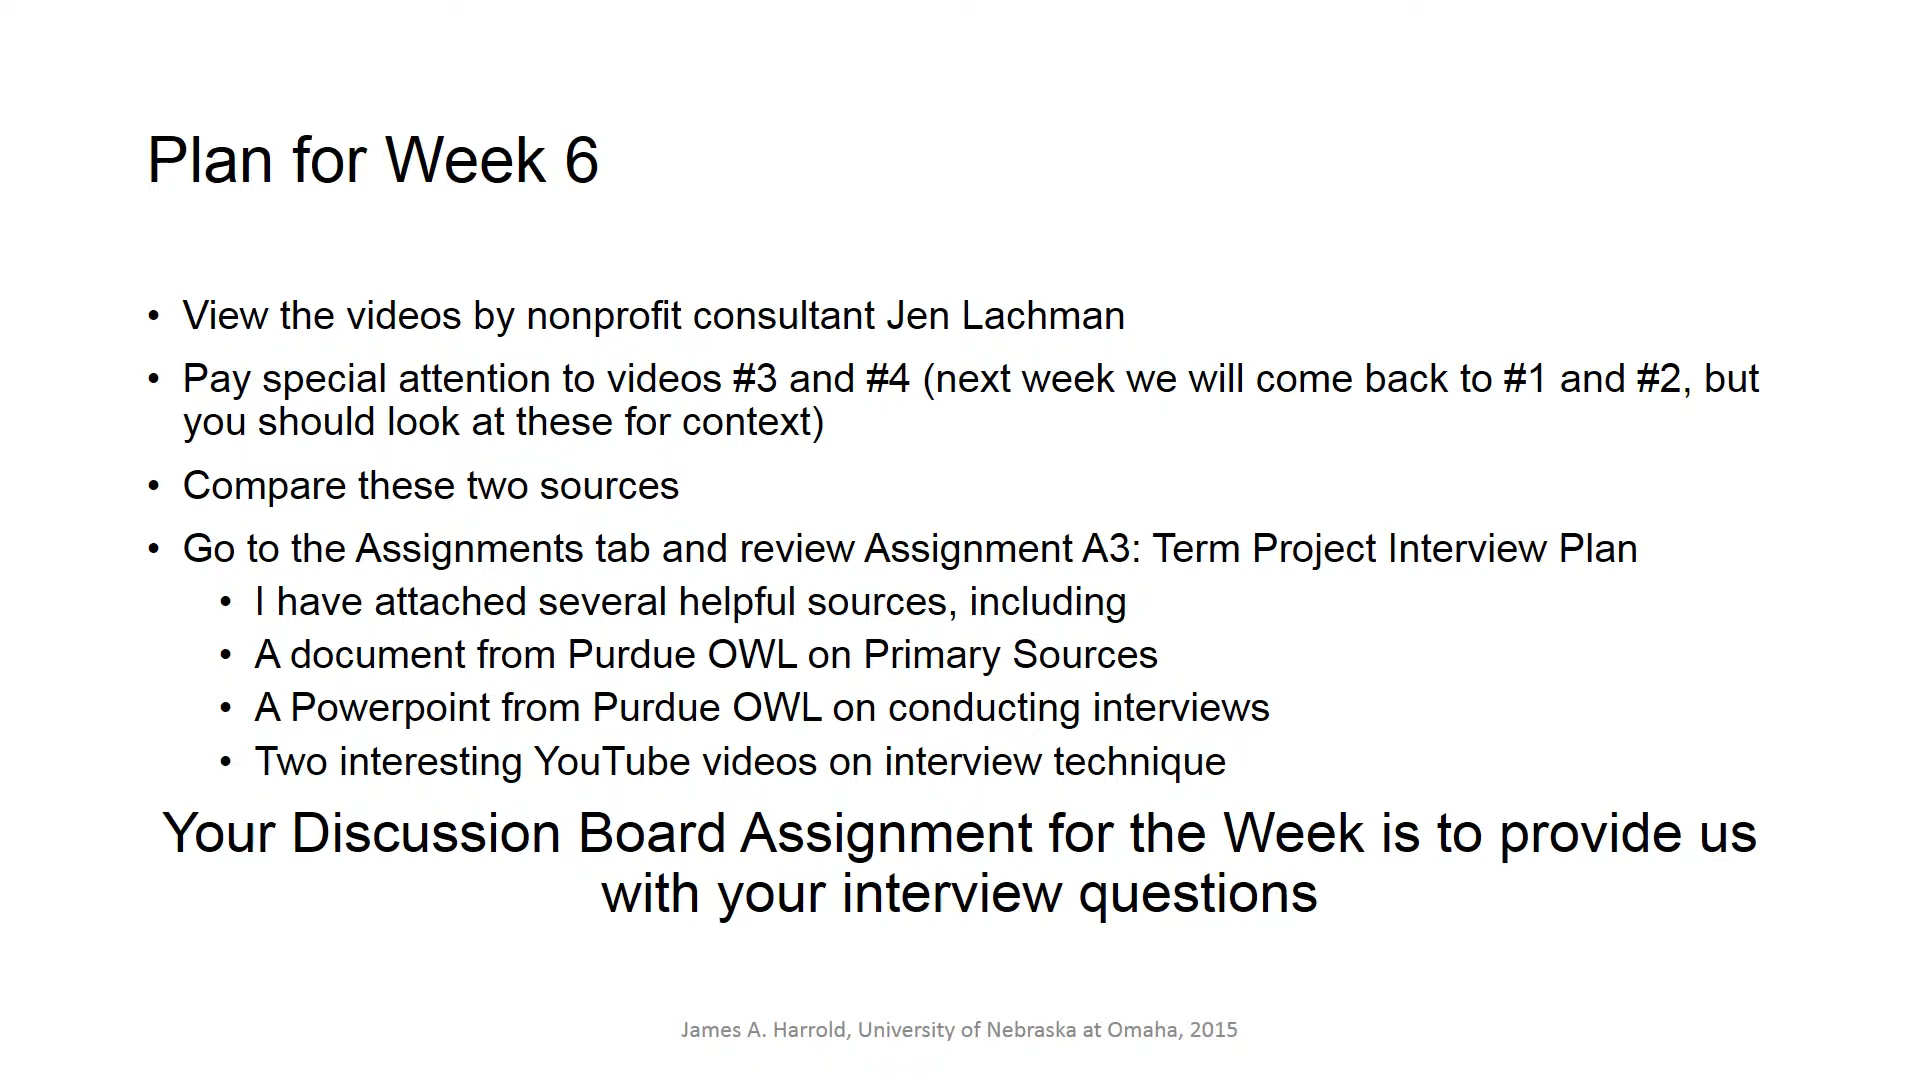 Plan for Week 6
• View the videos by nonprofit consultant Jen Lachman
• Pay special attention to videos #3 and #4 (next week we will come back to #1 and #2, but
you should look at these for context)
• Compare these two sources
• Go to the Assignments tab and review Assignment A3: Term Project Interview Plan
• I have attached several helpful sources, including
• A document from Purdue OWL on Primary Sources
• A Powerpoint from Purdue OWL on conducting interviews
• Two interesting YouTube videos on interview technique
Your Discussion Board Assignment for the Week is to provide us
with your interview questions
James A. Harrold, University of Nebraska at Omaha, 2015